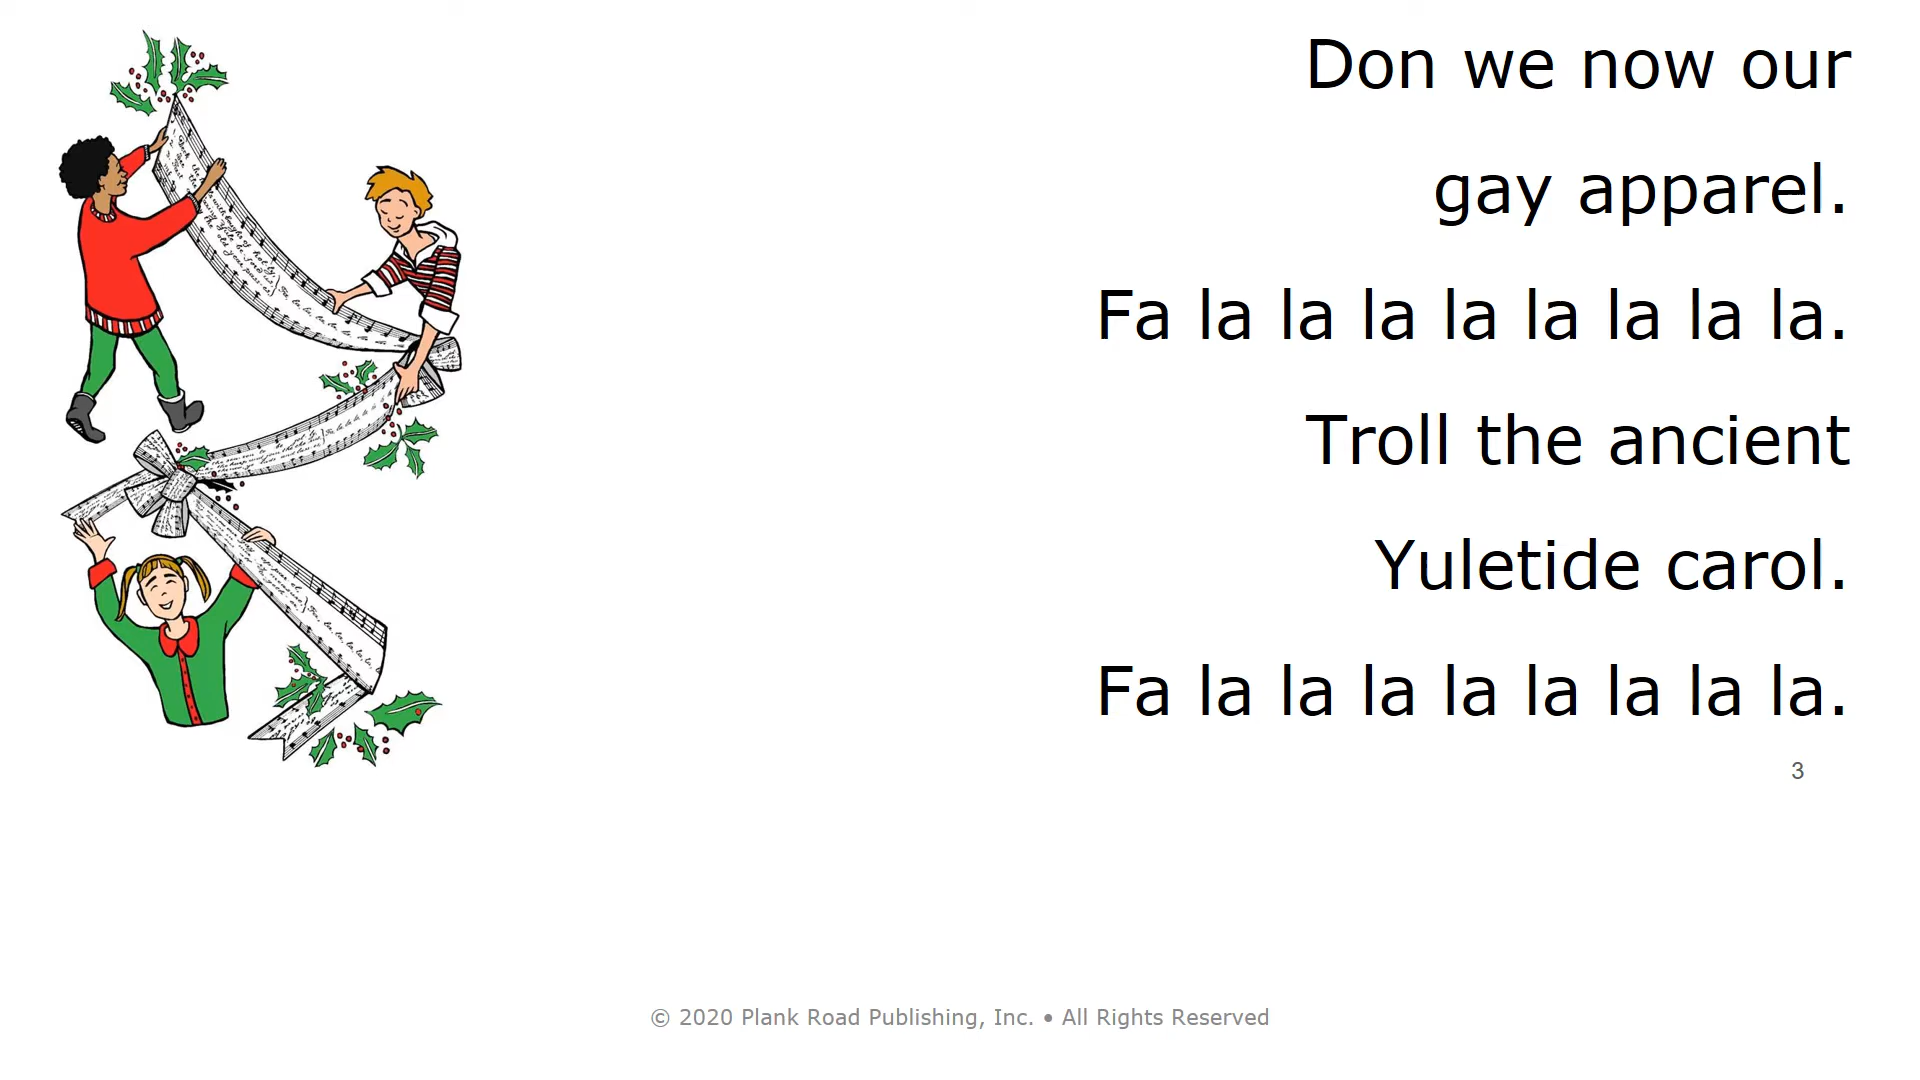 Don we now our
gay apparel.
Fa la la la la la la la la.
Troll the ancient
Yuletide carol.
Fa la la la la la la la la.
3
© 2020 Plank Road Publishing, Inc. • All Rights Reserved